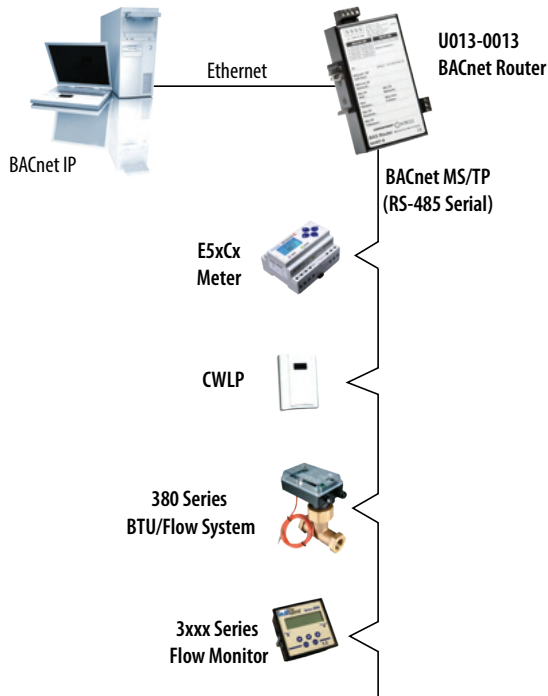 U013-0013
BACnet Router
Ethernet
BACnet IP
BACnet MS/TP
(RS-485 Serial)
E5xCx
Meter
CWLP
380 Series
BTU/Flow System
3xxx Series
Flow Monitor